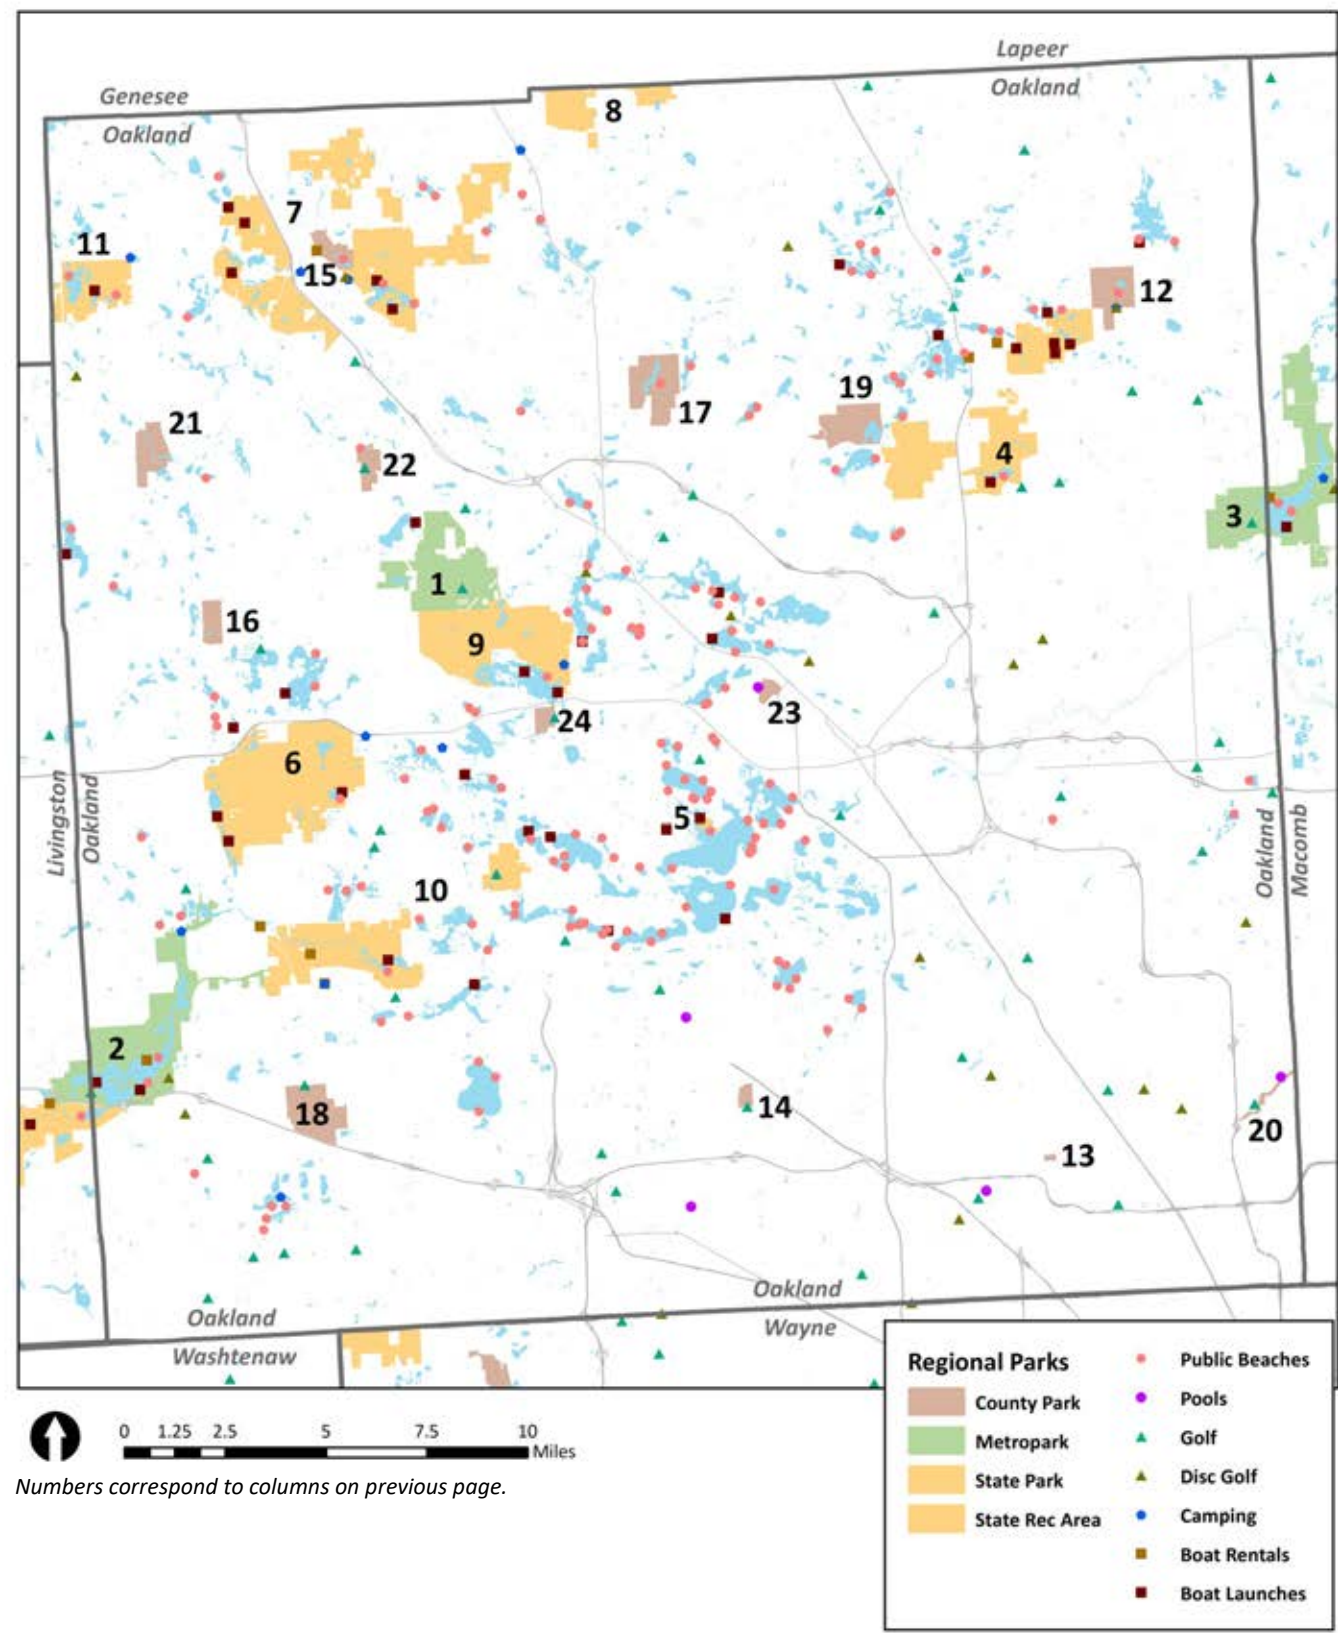 Lapeer
Oakland
Genesee
Oakland
8
7
11
15
12
19
17
21
22
4
3
1
16
9
23
24
6
5
Livingston
Oakland
Oakland
Macomb
10
2
18
14
13
20
Oakland
Wayne
Oakland
Washtenaw
Regional Parks
County Park
Metropark
State Park
State Rec Area
Public Beaches
Pools
Golf
Disc Golf
Camping
Boat Rentals
Boat Launches
0 1.25 2.5 5 7.5 10
Miles
Numbers correspond to columns on previous page.